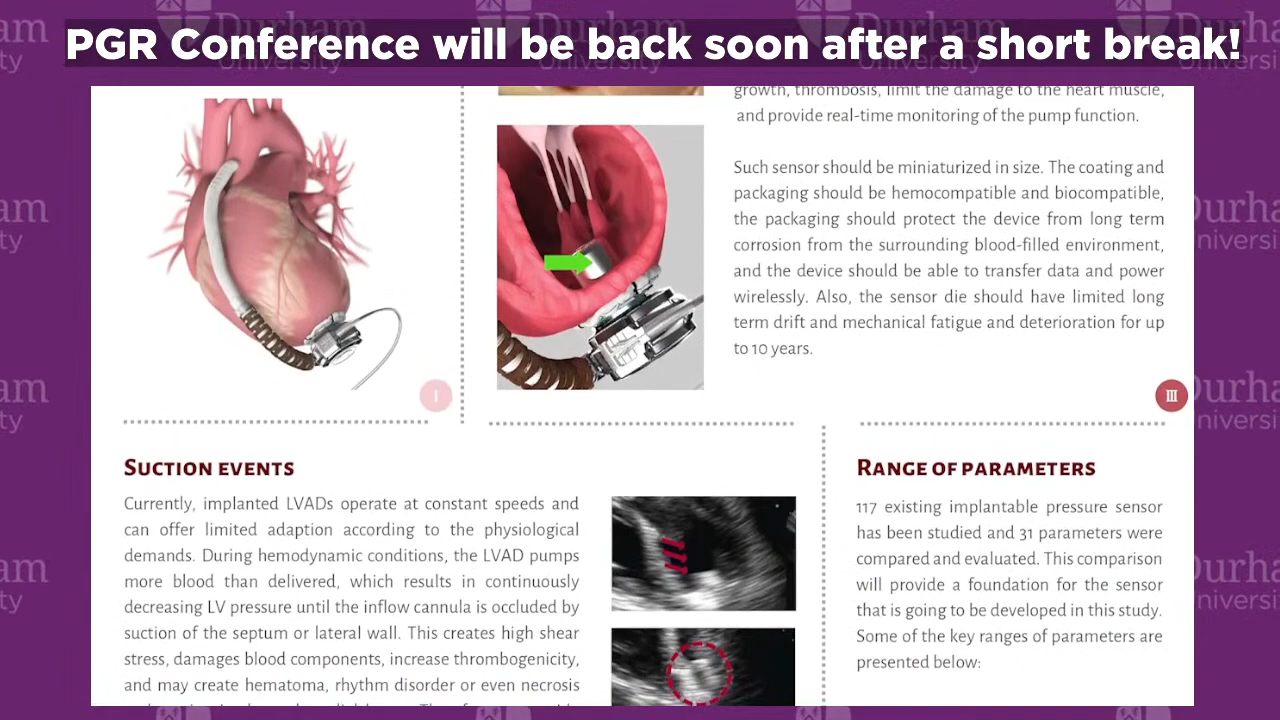 PGR Conference will be back soon after a short break!
growth, thrombosis, limit the damage to the heart muscle,
and provide real-time monitoring of the pump function.
Such sensor should be miniaturized in size. The coating and
packaging should be hemocompatible and biocompatible,
the packaging should protect the device from long term
corrosion from the surrounding blood-filled environment,
and the device should be able to transfer data and power
wirelessly. Also, the sensor die should have limited long
term drift and mechanical fatigue and deterioration for up
to 10 years.
I
III
SUCTION EVENTS
Currently, implanted LVADs operate at constant speeds and
can offer limited adaption according to the physiological
demands. During hemodynamic conditions, the LVAD pumps
more blood than delivered, which results in continuously
decreasing LV pressure until the inflow cannula is occluded by
suction of the septum or lateral wall. This creates high shear
stress, damages blood components, increase thrombogenicity,
and may create hematoma, rhythm disorder or even necrosis
RANGE OF PARAMETERS
117 existing implantable pressure sensor
has been studied and 31 parameters were
compared and evaluated. This comparison
will provide a foundation for the sensor
that is going to be developed in this study.
Some of the key ranges of parameters are
presented below:
Durham
University